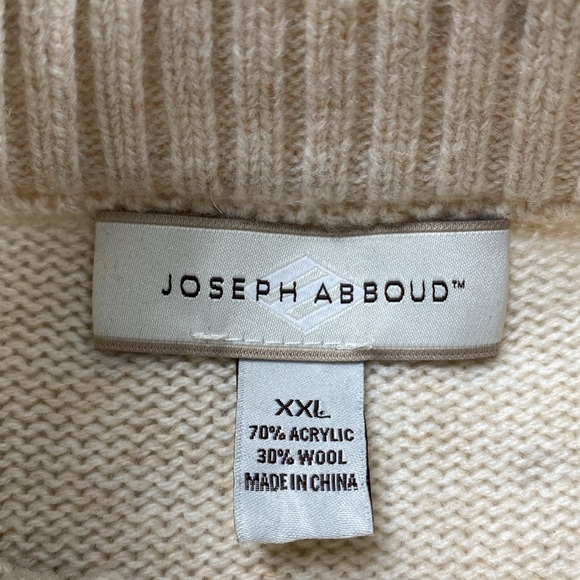 JOSEPH ABBOUD™
XXL
70% ACRYLIC
30% WOOL
MADE IN CHINA